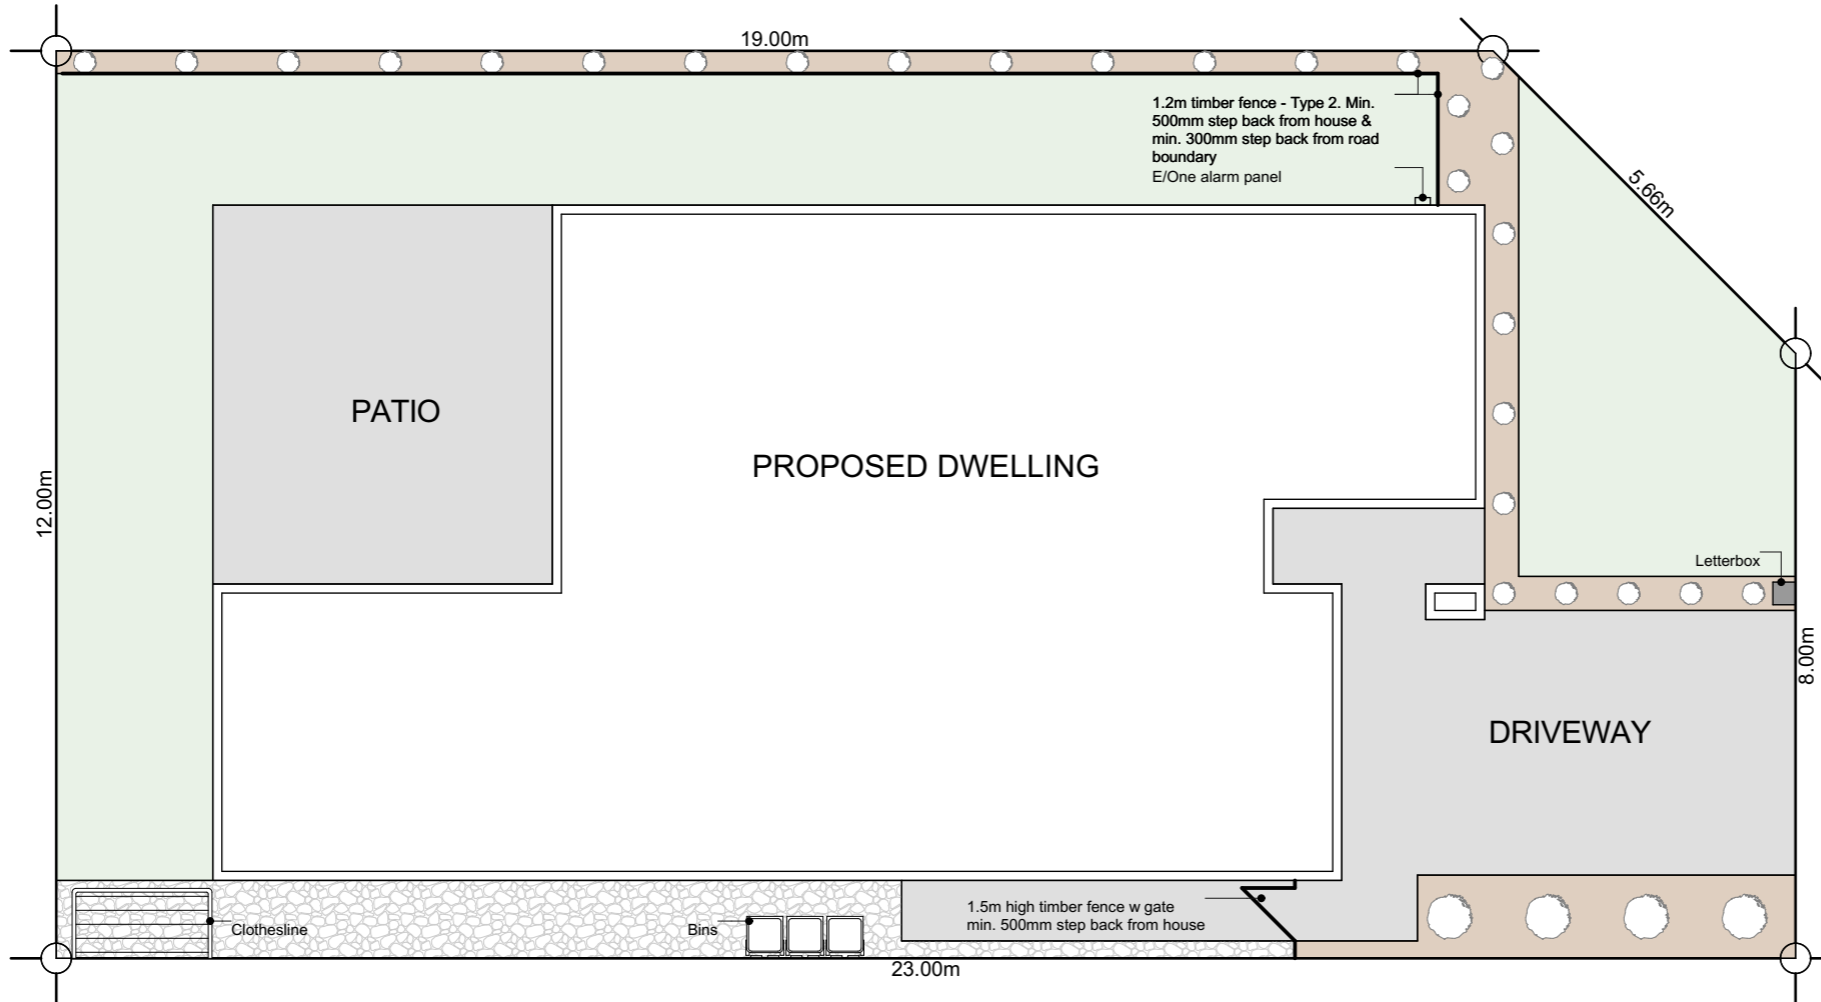 19.00m
1.2m timber fence - Type 2. Min.
500mm step back from house &
min. 300mm step back from road
boundary
E/One alarm panel
5.66m
PATIO
PROPOSED DWELLING
12.00m
Letterbox
8.00m
DRIVEWAY
1.5m high timber fence w gate
min. 500mm step back from house
Clothesline
Bins
23.00m